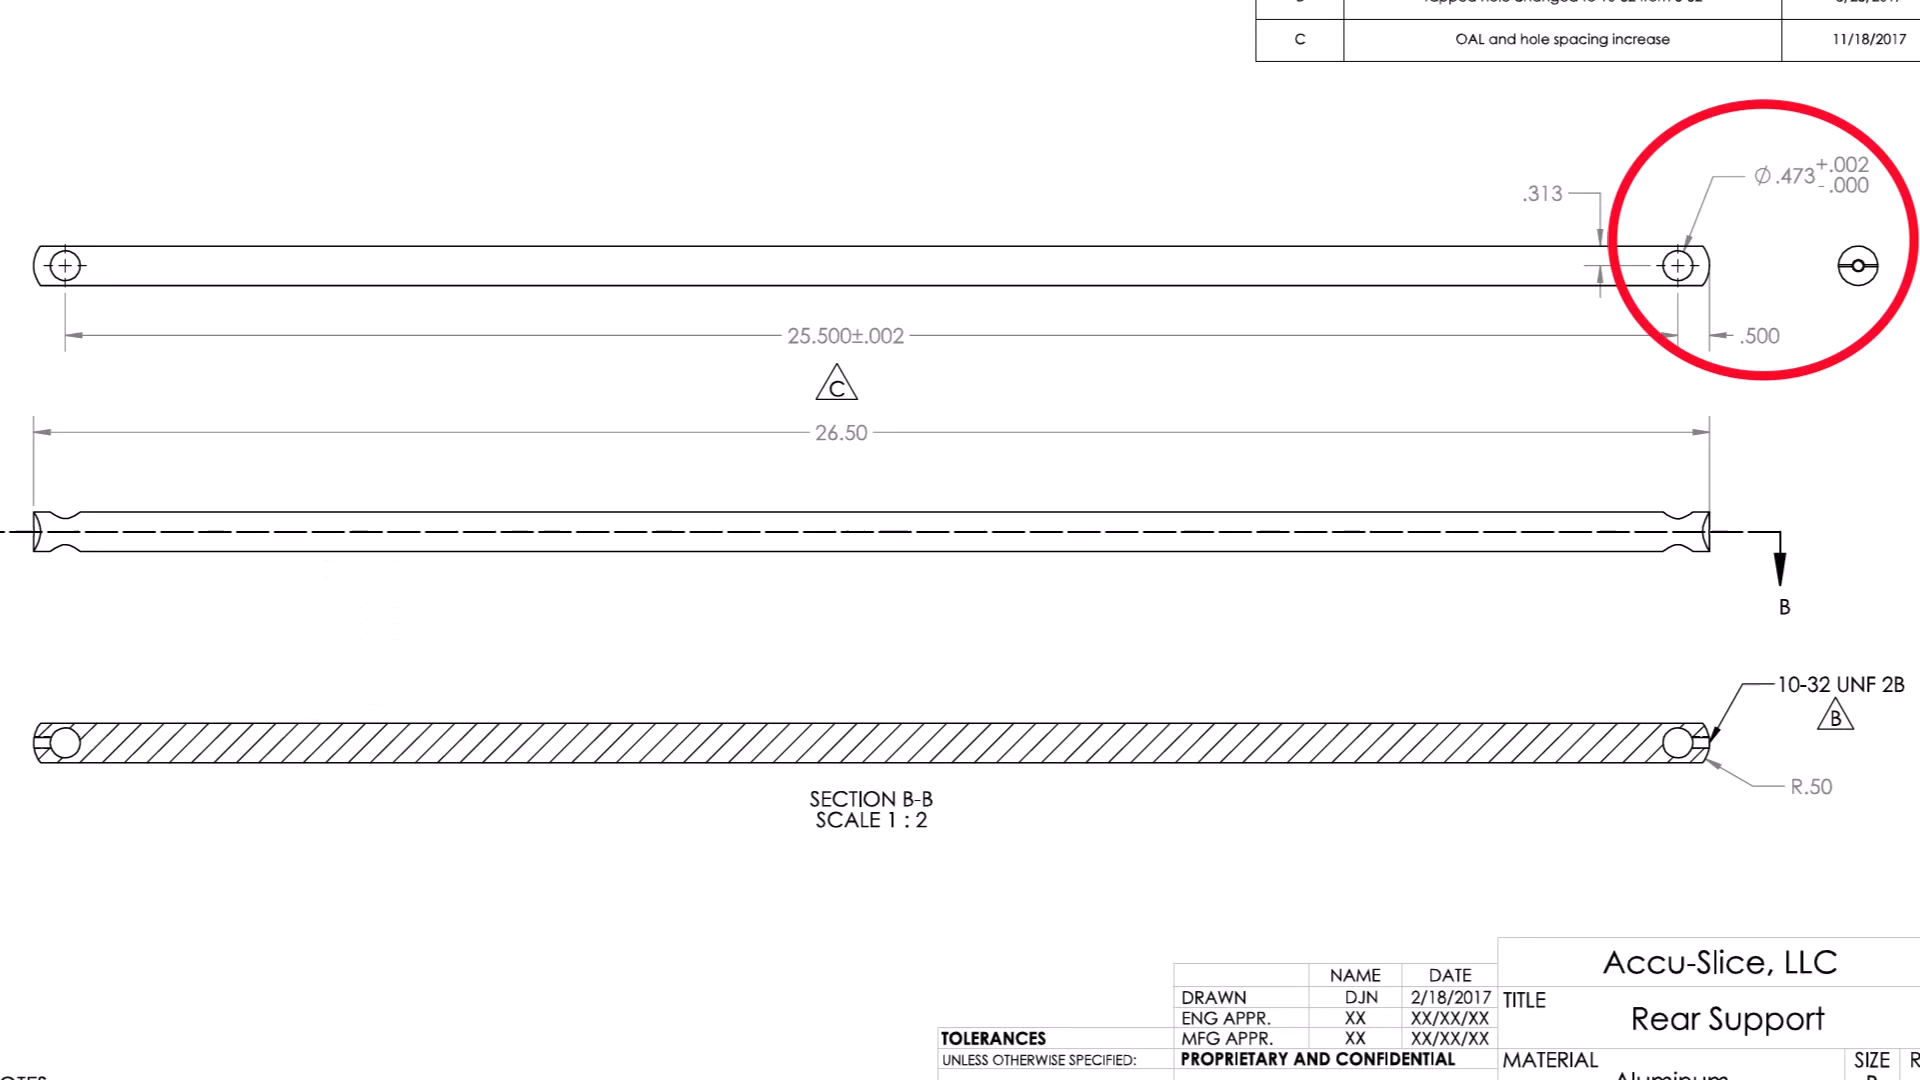 C OAL and hole spacing increase 11/18/2017
Ø .473 +.002
- .000
.313
25.500±.002
.500
C
26.50
B
10-32 UNF 2B
B
R.50
SECTION B-B
SCALE 1 : 2
Accu-Slice, LLC
NAME DATE
DRAWN DJN 2/18/2017
TITLE
Rear Support
ENG APPR. XX XX/XX/XX
TOLERANCES
MFG APPR. XX XX/XX/XX
UNLESS OTHERWISE SPECIFIED:
PROPRIETARY AND CONFIDENTIAL
MATERIAL
Aluminum
SIZE